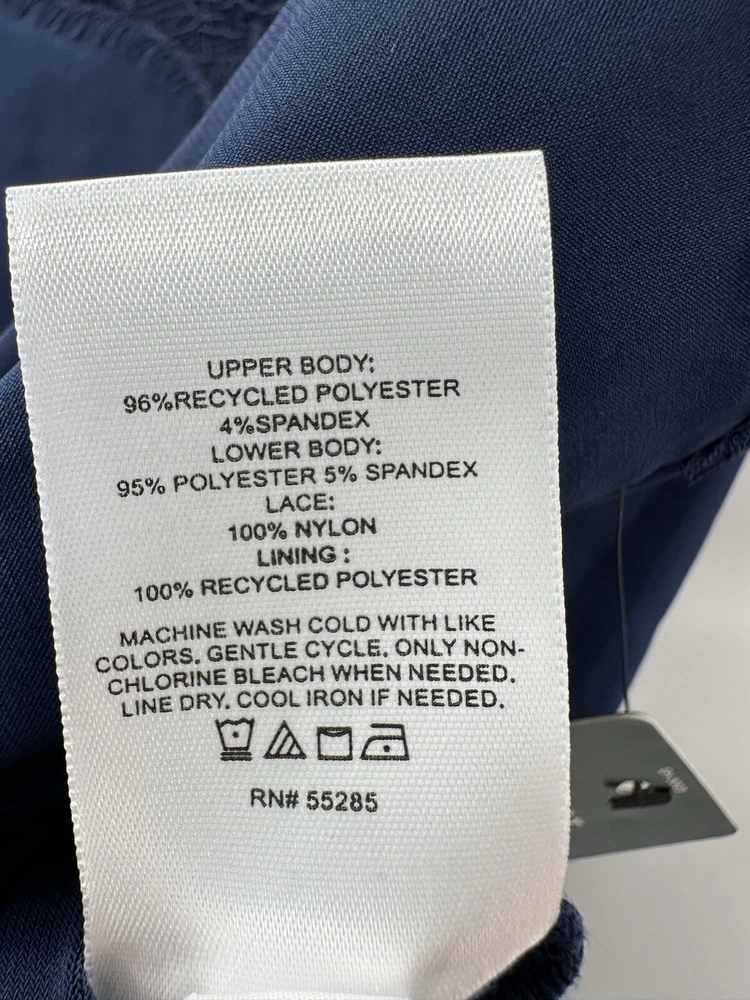 UPPER BODY:
96%RECYCLED POLYESTER
4%SPANDEX
LOWER BODY:
95% POLYESTER 5% SPANDEX
LACE:
100% NYLON
LINING :
100% RECYCLED POLYESTER
MACHINE WASH COLD WITH LIKE
COLORS. GENTLE CYCLE. ONLY NON-
CHLORINE BLEACH WHEN NEEDED.
LINE DRY. COOL IRON IF NEEDED.
RN# 55285